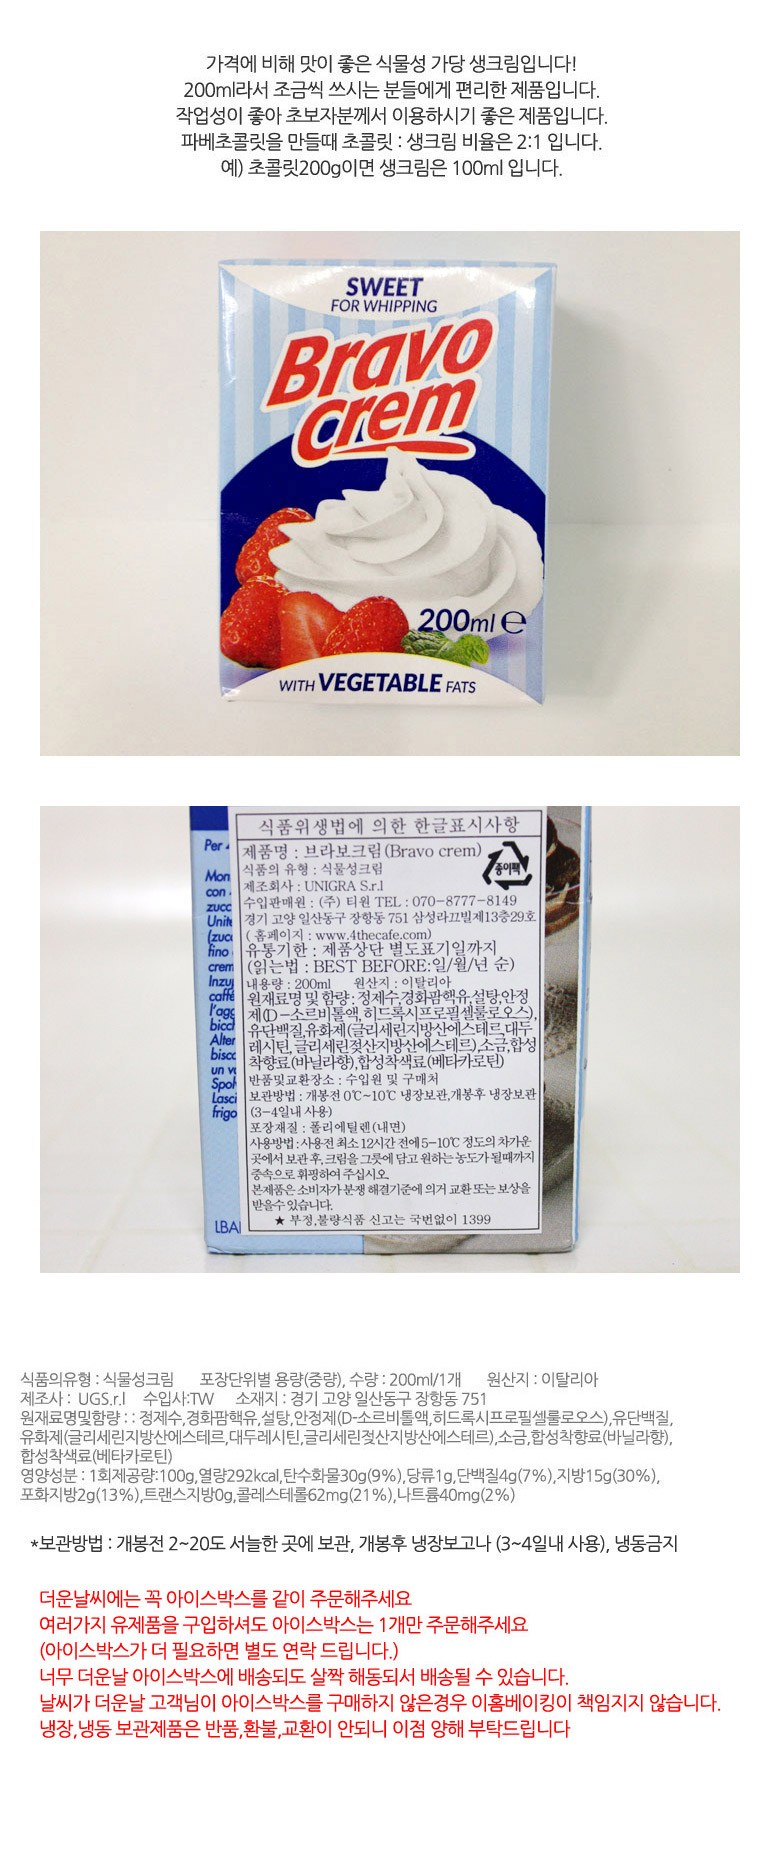 가격에 비해 맛이 좋은 식물성 가당 생크림입니다!
200ml라서 조금씩 쓰시는 분들에게 편리한 제품입니다.
작업성이 좋아 초보자분께서 이용하시기 좋은 제품입니다.
파베초콜릿을 만들때 초콜릿 : 생크림 비율은 2:1 입니다.
예) 초콜릿200g이면 생크림은 100ml 입니다.
SWEET
FOR WHIPPING
Bravo
crem
200ml e
WITH VEGETABLE FATS
식품위생법에 의한 한글표시사항
제품명 : 브라보크림(Bravo crem)
식품의 유형 : 식물성크림
종이팩
제조회사 : UNIGRA S.r.l
수입판매원 : (주) 티원 TEL : 070-8777-8149
경기 고양 일산동구 장항동 751 삼성라끄빌제13층29호
( 홈페이지 : www.4thecafe.com)
유통기한 : 제품상단 별도표기일까지
(읽는법 : BEST BEFORE:일/월/년 순)
내용량 : 200ml 원산지 : 이탈리아
원재료명 및 함량 : 정제수,경화팜핵유,설탕,안정
제(D-소르비톨액, 히드록시프로필셀룰로오스),
유단백질,유화제(글리세린지방산에스테르,대두
레시틴, 글리세린젖산지방산에스테르),소금,합성
착향료(바닐라향),합성착색료(베타카로틴)
반품및교환장소 : 수입원 및 구매처
보관방법 : 개봉전 0℃~10℃ 냉장보관,개봉후 냉장보관
(3-4일내 사용)
포장재질 : 폴리에틸렌(내면)
사용방법 : 사용전 최소 12시간 전에 5-10℃ 정도의 차가운
곳에서 보관 후, 크림을 그릇에 담고 원하는 농도가 될때까지
중속으로 휘핑하여 주십시오.
본제품은 소비자가 분쟁 해결기준에 의거 교환 또는 보상을
받을수 있습니다.
★ 부정,불량식품 신고는 국번없이 1399
Per
Mon
con
zucc
Unite
(zucc
fino
crem
Inzu
caffè
l'agg
bicch
Alter
bisco
un v
Spol
Lasci
frigo
LBA
식품의유형 : 식물성크림 포장단위별 용량(중량), 수량 : 200ml/1개 원산지 : 이탈리아
제조사 : UGS.r.l 수입사:TW 소재지 : 경기 고양 일산동구 장항동 751
원재료명및함량 : : 정제수,경화팜핵유,설탕,안정제(D-소르비톨액,히드록시프로필셀룰로오스),유단백질,
유화제(글리세린지방산에스테르,대두레시틴,글리세린젖산지방산에스테르),소금,합성착향료(바닐라향),
합성착색료(베타카로틴)
영양성분 : 1회제공량:100g,열량292kcal,탄수화물30g(9%),당류1g,단백질4g(7%),지방15g(30%),
포화지방2g(13%),트랜스지방0g,콜레스테롤62mg(21%),나트륨40mg(2%)
*보관방법 : 개봉전 2~20도 서늘한 곳에 보관, 개봉후 냉장보고나 (3~4일내 사용), 냉동금지
더운날씨에는 꼭 아이스박스를 같이 주문해주세요
여러가지 유제품을 구입하셔도 아이스박스는 1개만 주문해주세요
(아이스박스가 더 필요하면 별도 연락 드립니다.)
너무 더운날 아이스박스에 배송되도 살짝 해동되서 배송될 수 있습니다.
날씨가 더운날 고객님이 아이스박스를 구매하지 않은경우 이홈베이킹이 책임지지 않습니다.
냉장,냉동 보관제품은 반품,환불,교환이 안되니 이점 양해 부탁드립니다